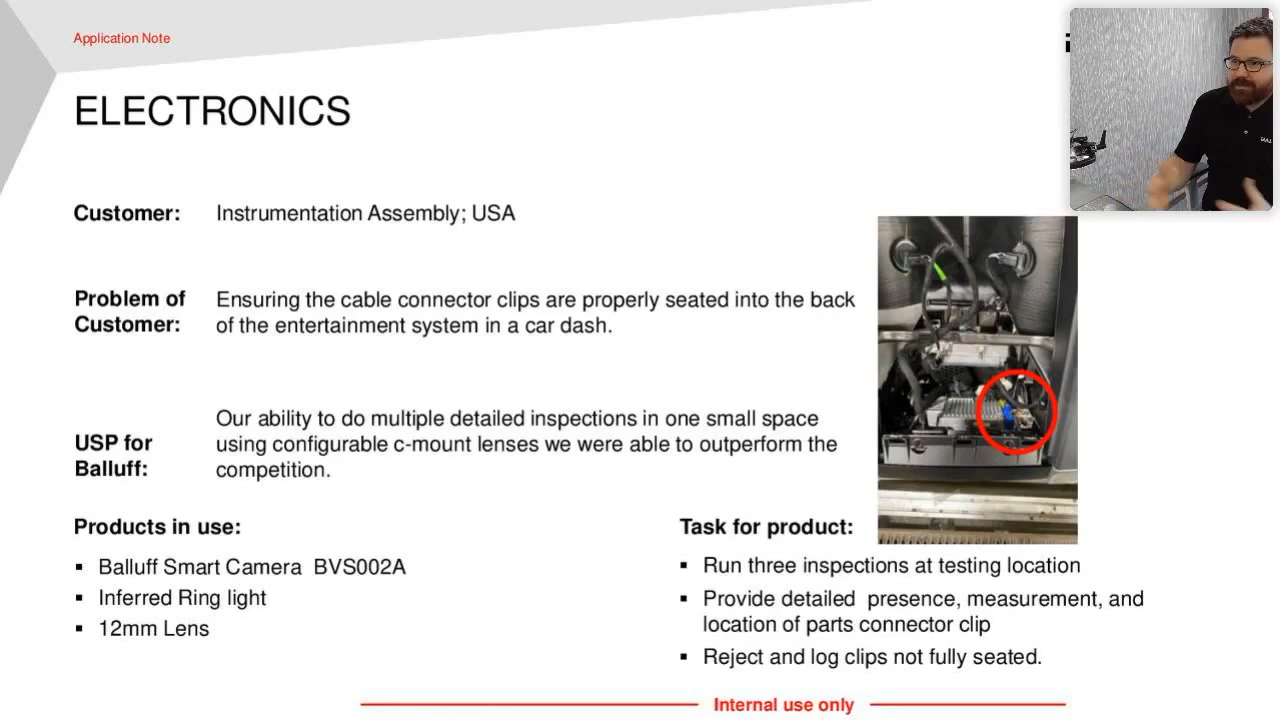 Application Note
ELECTRONICS
Customer: Instrumentation Assembly; USA
Problem of Customer: Ensuring the cable connector clips are properly seated into the back
of the entertainment system in a car dash.
USP for Balluff: Our ability to do multiple detailed inspections in one small space
using configurable c-mount lenses we were able to outperform the
competition.
Products in use:
▪ Balluff Smart Camera BVS002A
▪ Inferred Ring light
▪ 12mm Lens
Task for product:
▪ Run three inspections at testing location
▪ Provide detailed presence, measurement, and
location of parts connector clip
▪ Reject and log clips not fully seated.
Internal use only